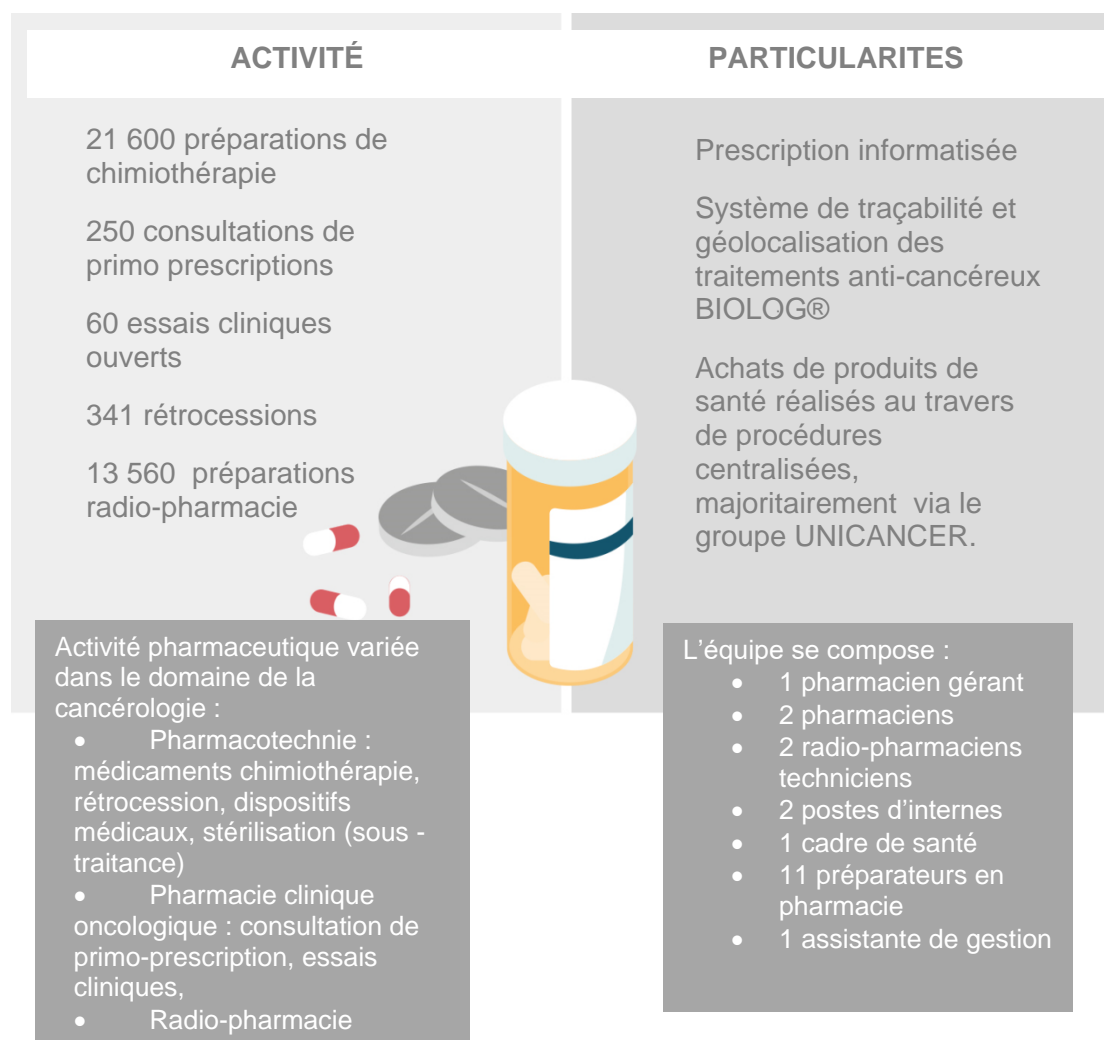 ACTIVITÉ
21 600 préparations de
chimiothérapie
250 consultations de
primo prescriptions
60 essais cliniques
ouverts
341 rétrocessions
13 560  préparations
radio-pharmacie
PARTICULARITES
Prescription informatisée
Système de traçabilité et
géolocalisation des
traitements anti-cancéreux
BIOLOG®
Achats de produits de
santé réalisés au travers
de procédures
centralisées,
majoritairement  via le
groupe UNICANCER.
Activité pharmaceutique variée
dans le domaine de la
cancérologie :
• Pharmacotechnie :
médicaments chimiothérapie,
rétrocession, dispositifs
médicaux, stérilisation (sous -
traitance)
• Pharmacie clinique
oncologique : consultation de
primo-prescription, essais
cliniques,
• Radio-pharmacie
L'équipe se compose :
• 1 pharmacien gérant
• 2 pharmaciens
• 2 radio-pharmaciens
techniciens
• 2 postes d'internes
• 1 cadre de santé
• 11 préparateurs en
pharmacie
• 1 assistante de gestion